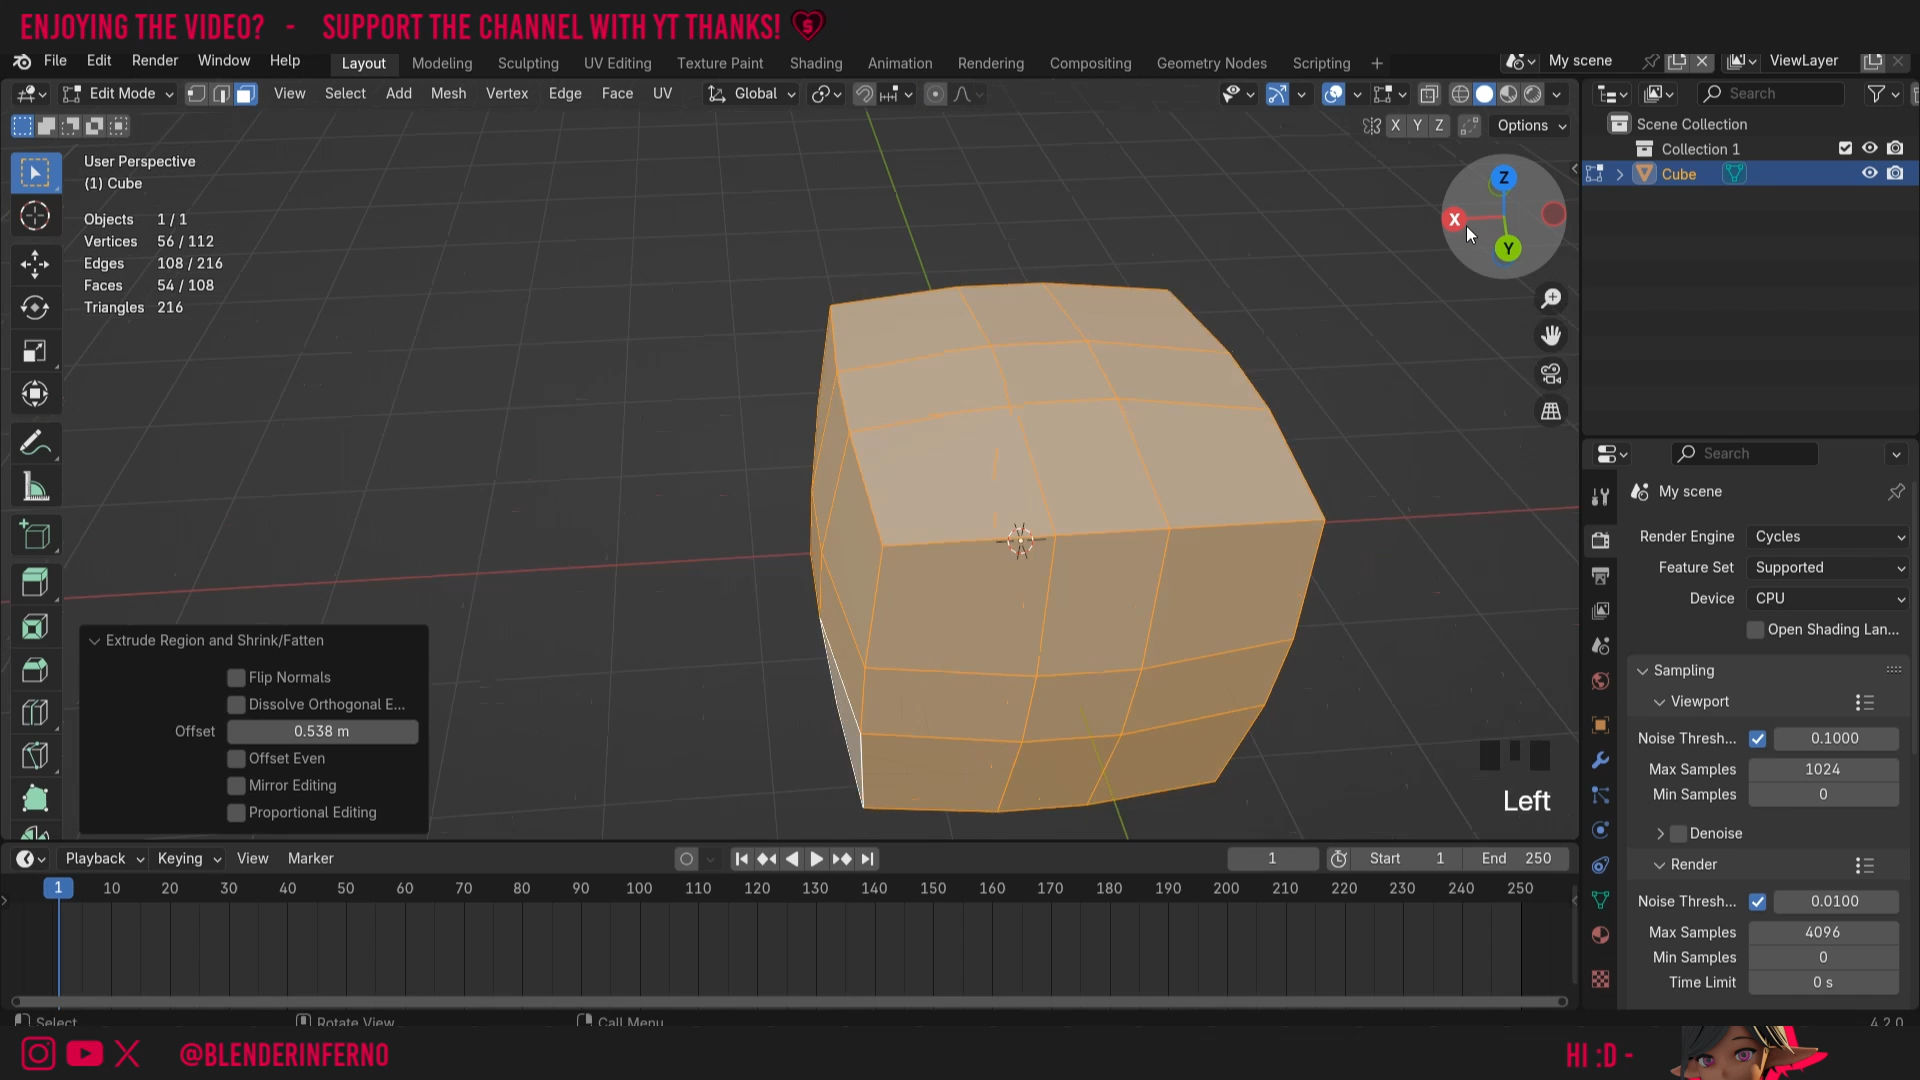 ENJOYING THE VIDEO? - SUPPORT THE CHANNEL WITH YT THANKS!
File Edit Render Window Help Layout Modeling Sculpting UV Editing Texture Paint Shading Animation Rendering Compositing Geometry Nodes Scripting + My scene ViewLayer
Edit Mode View Select Add Mesh Vertex Edge Face UV Global Search
X Y Z Options
Scene Collection
Collection 1
Cube
User Perspective
(1) Cube
Objects 1 / 1
Vertices 56 / 112
Edges 108 / 216
Faces 54 / 108
Triangles 216
Z
X
Y
Search
My scene
Render Engine Cycles
Feature Set Supported
Device CPU
Open Shading Lan...
Sampling
Viewport
Noise Thresh... 0.1000
Max Samples 1024
Min Samples 0
Denoise
Render
Noise Thresh... 0.0100
Max Samples 4096
Min Samples 0
Time Limit 0 s
Extrude Region and Shrink/Fatten
Flip Normals
Dissolve Orthogonal E...
Offset 0.538 m
Offset Even
Mirror Editing
Proportional Editing
Left
Playback Keying View Marker 1 Start 1 End 250
1 10 20 30 40 50 60 70 80 90 100 110 120 130 140 150 160 170 180 190 200 210 220 230 240 250
Select Rotate View Call Menu 4.2.0
@BLENDERINFERNO
HI :D -